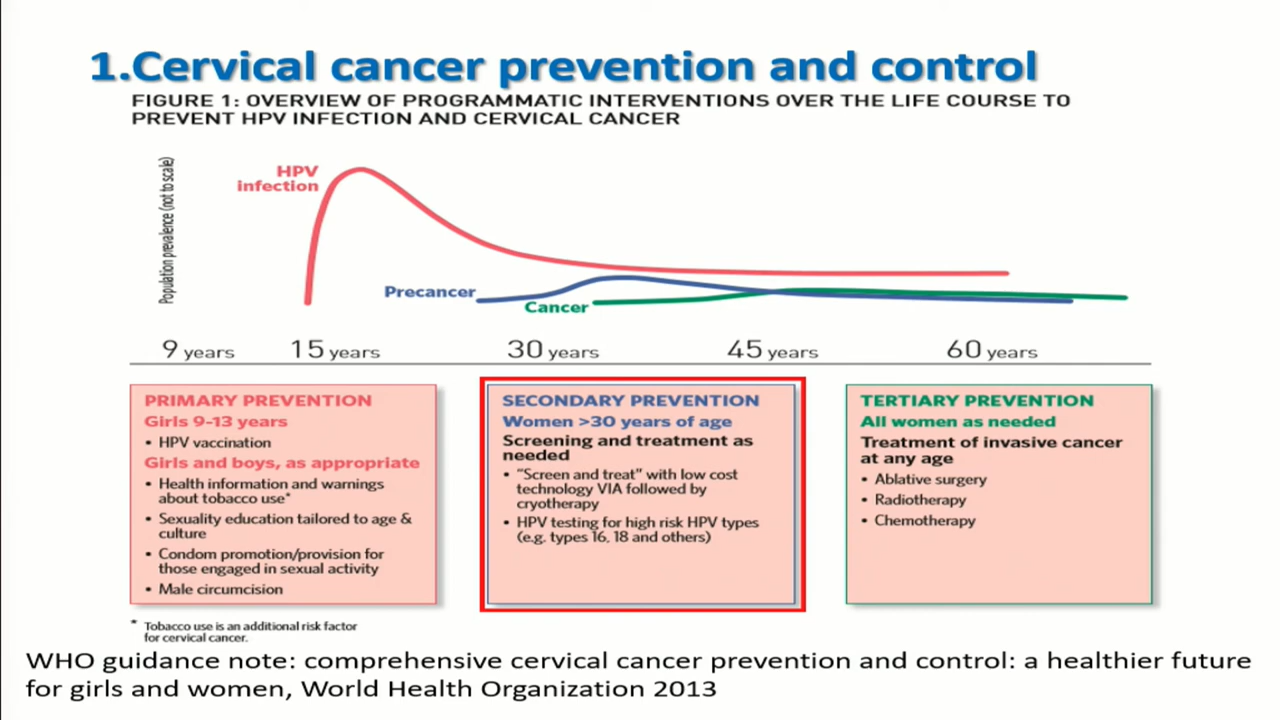 1.Cervical cancer prevention and control
FIGURE 1: OVERVIEW OF PROGRAMMATIC INTERVENTIONS OVER THE LIFE COURSE TO
PREVENT HPV INFECTION AND CERVICAL CANCER
Population prevalence (not to scale)
HPV
infection
Precancer
Cancer
9 years
15 years
30 years
45 years
60 years
PRIMARY PREVENTION
Girls 9-13 years
• HPV vaccination
Girls and boys, as appropriate
• Health information and warnings
about tobacco use*
• Sexuality education tailored to age &
culture
• Condom promotion/provision for
those engaged in sexual activity
• Male circumcision
SECONDARY PREVENTION
Women >30 years of age
Screening and treatment as
needed
• "Screen and treat" with low cost
technology VIA followed by
cryotherapy
• HPV testing for high risk HPV types
(e.g. types 16, 18 and others)
TERTIARY PREVENTION
All women as needed
Treatment of invasive cancer
at any age
• Ablative surgery
• Radiotherapy
• Chemotherapy
* Tobacco use is an additional risk factor
for cervical cancer.
WHO guidance note: comprehensive cervical cancer prevention and control: a healthier future
for girls and women, World Health Organization 2013